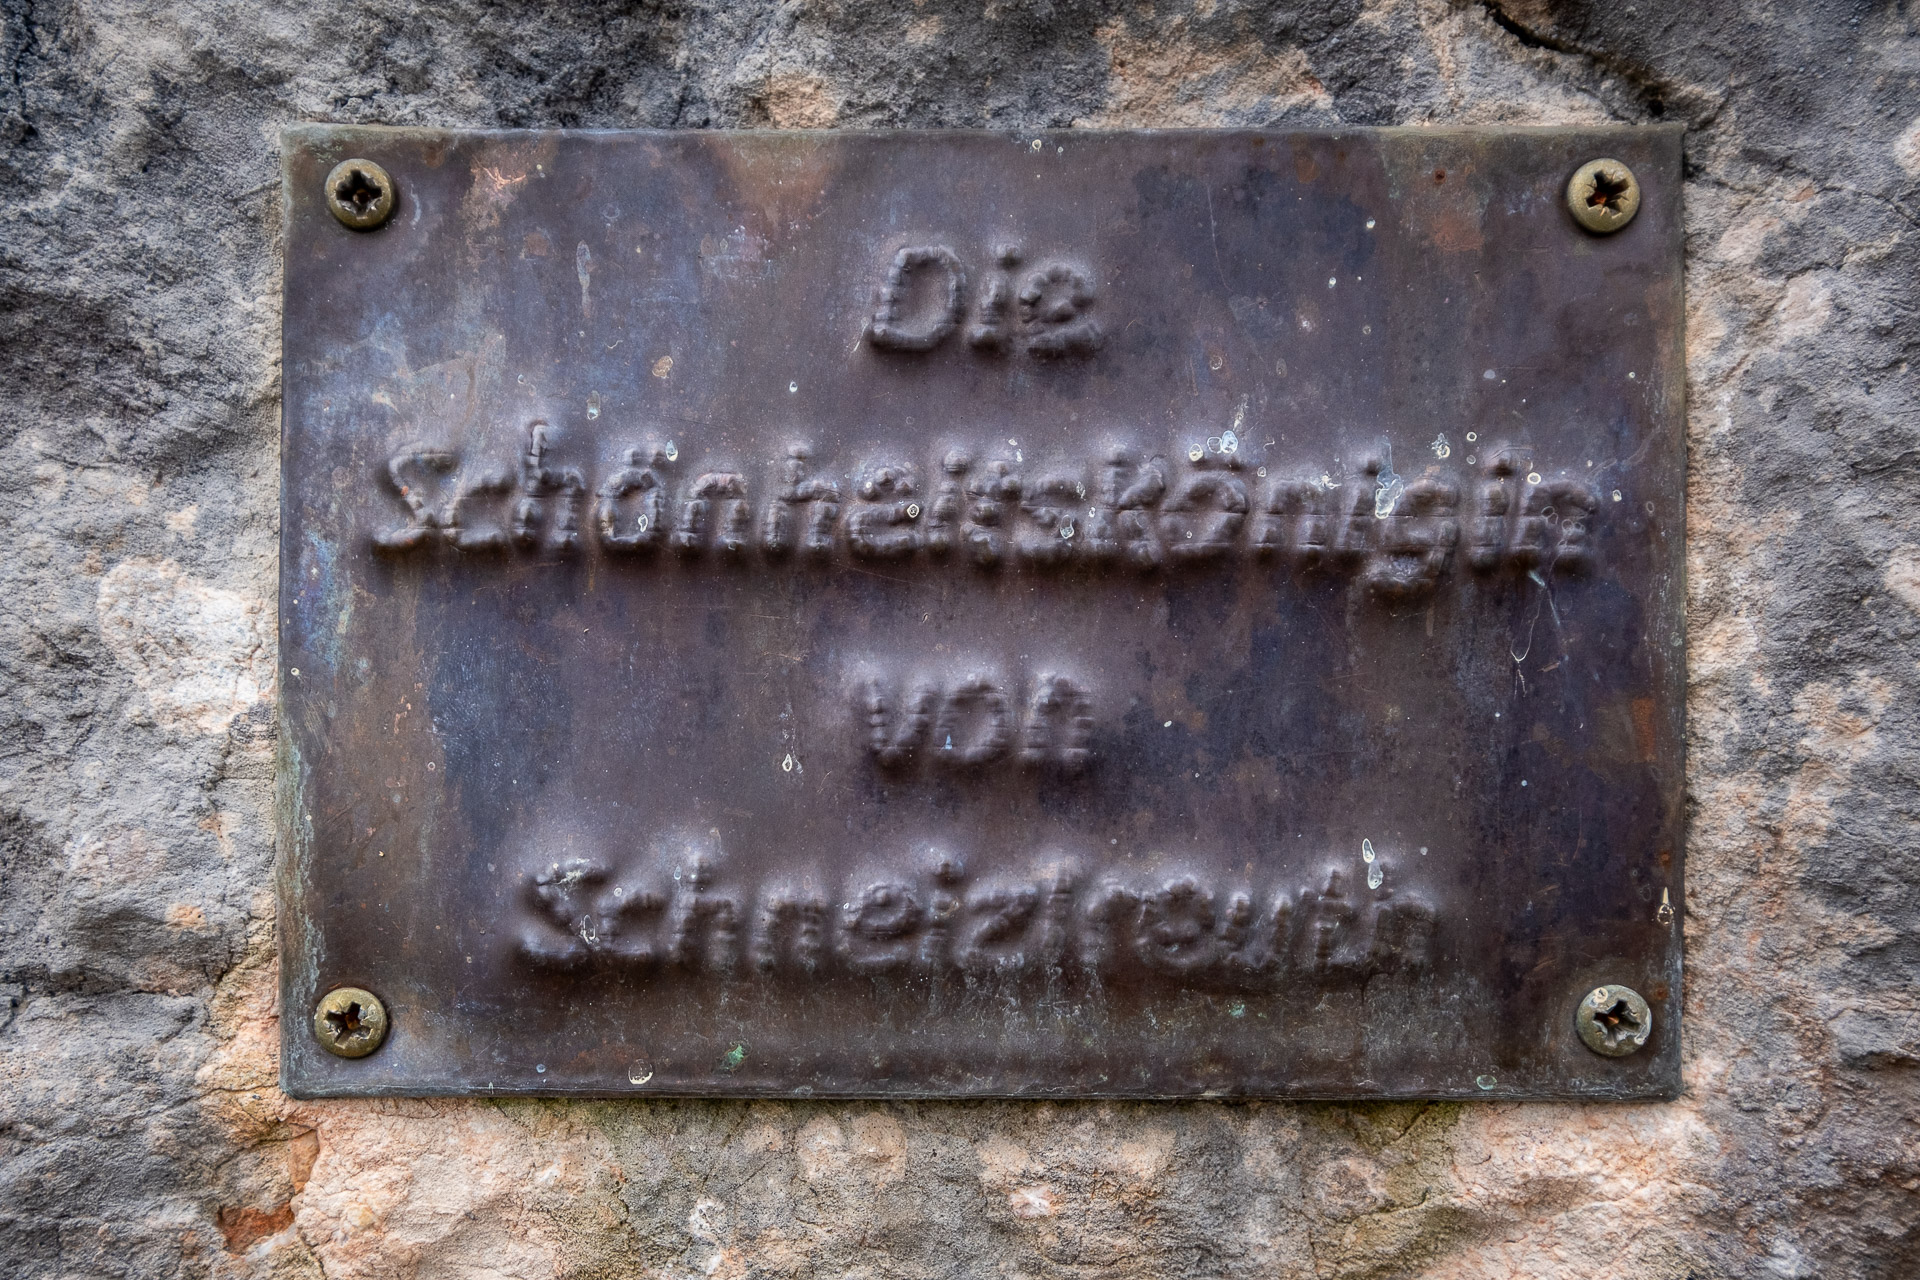 Die
Schönheitskönigin
von
Schneizlreuth